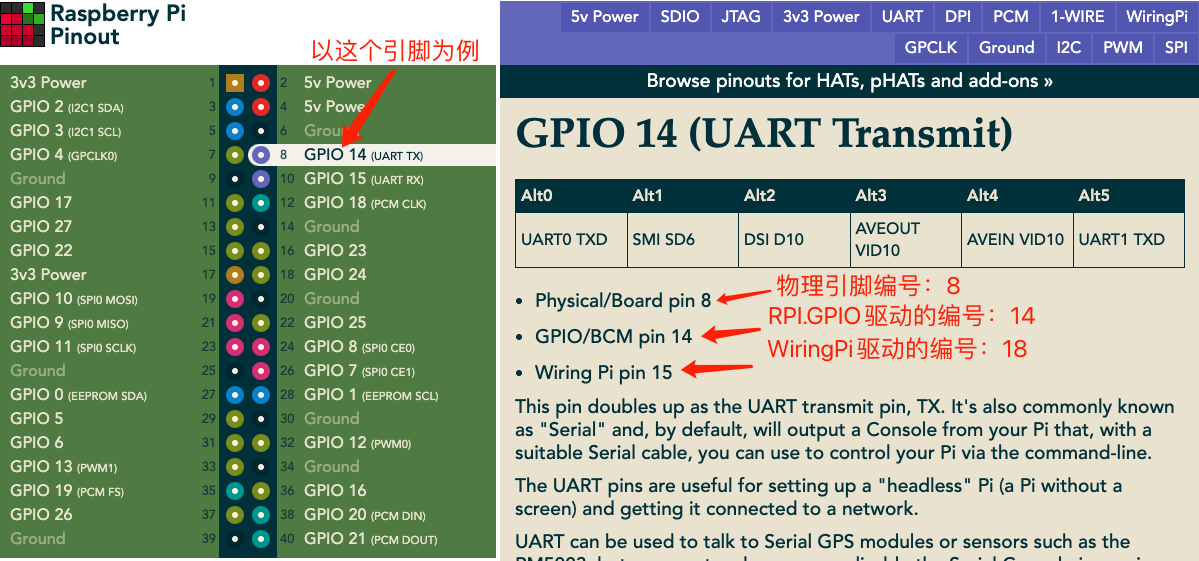 Raspberry Pi
Pinout
以这个引脚为例
3v3 Power 1 2 5v Power
GPIO 2 (I2C1 SDA) 3 4 5v Powe
GPIO 3 (I2C1 SCL) 5 6 Grou
GPIO 4 (GPCLK0) 7 8 GPIO 14 (UART TX)
Ground 9 10 GPIO 15 (UART RX)
GPIO 17 11 12 GPIO 18 (PCM CLK)
GPIO 27 13 14 Ground
GPIO 22 15 16 GPIO 23
3v3 Power 17 18 GPIO 24
GPIO 10 (SPI0 MOSI) 19 20 Ground
GPIO 9 (SPI0 MISO) 21 22 GPIO 25
GPIO 11 (SPI0 SCLK) 23 24 GPIO 8 (SPI0 CE0)
Ground 25 26 GPIO 7 (SPI0 CE1)
GPIO 0 (EEPROM SDA) 27 28 GPIO 1 (EEPROM SCL)
GPIO 5 29 30 Ground
GPIO 6 31 32 GPIO 12 (PWM0)
GPIO 13 (PWM1) 33 34 Ground
GPIO 19 (PCM FS) 35 36 GPIO 16
GPIO 26 37 38 GPIO 20 (PCM DIN)
Ground 39 40 GPIO 21 (PCM DOUT)
5v Power SDIO JTAG 3v3 Power UART DPI PCM 1-WIRE WiringPi
GPCLK Ground I2C PWM SPI
Browse pinouts for HATs, pHATs and add-ons »
GPIO 14 (UART Transmit)
Alt0 Alt1 Alt2 Alt3 Alt4 Alt5
UART0 TXD SMI SD6 DSI D10 AVEOUT VID10 AVEIN VID10 UART1 TXD
• Physical/Board pin 8 物理引脚编号：8
• GPIO/BCM pin 14 RPI.GPIO驱动的编号：14
• Wiring Pi pin 15 WiringPi驱动的编号：18
This pin doubles up as the UART transmit pin, TX. It's also commonly known
as "Serial" and, by default, will output a Console from your Pi that, with a
suitable Serial cable, you can use to control your Pi via the command-line.
The UART pins are useful for setting up a "headless" Pi (a Pi without a
screen) and getting it connected to a network.
UART can be used to talk to Serial GPS modules or sensors such as the